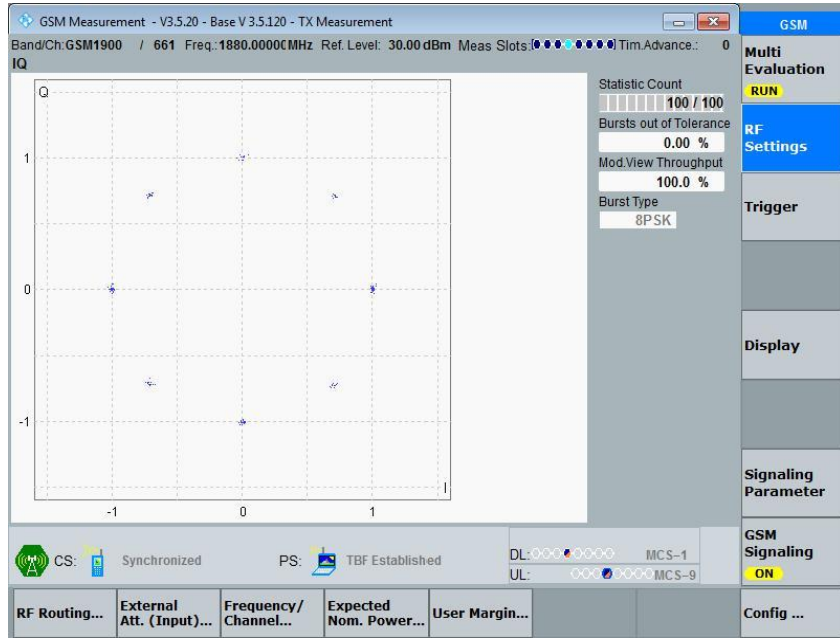 GSM Measurement - V3.5.20 - Base V 3.5.120 - TX Measurement
Band/Ch:GSM1900 / 661 Freq.:1880.0000 MHz Ref. Level: 30.00 dBm Meas Slots: Tim.Advance.: 0
IQ
Q
1
0
-1
-1 0 1
I
Statistic Count
100 / 100
Bursts out of Tolerance
0.00 %
Mod.View Throughput
100.0 %
Burst Type
8PSK
CS: Synchronized PS: TBF Established
DL: MCS-1
UL: MCS-9
RF Routing...
External
Att. (Input)...
Frequency/
Channel...
Expected
Nom. Power...
User Margin...
GSM
Multi
Evaluation
RUN
RF
Settings
Trigger
Display
Signaling
Parameter
GSM
Signaling
ON
Config ...